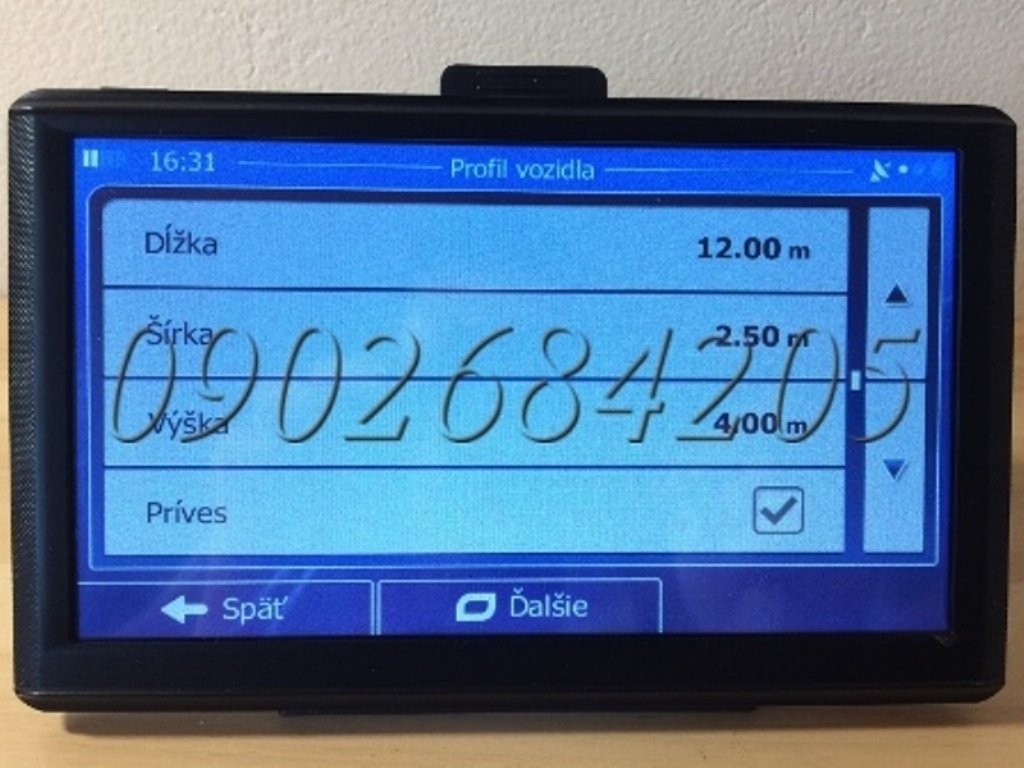 16:31 Profil vozidla
Dĺžka 12.00 m
Šírka 2.50 m
0902684205
Výška 4.00 m
Príves
Späť Ďalšie